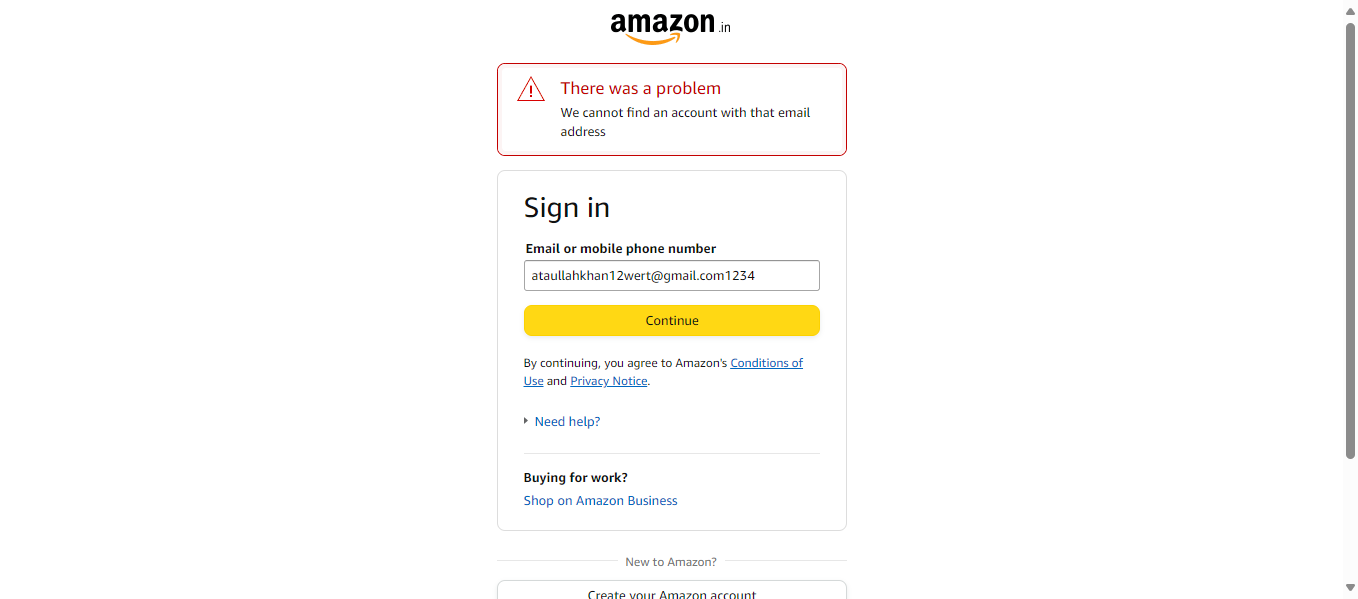 amazon.in
There was a problem
We cannot find an account with that email
address
Sign in
Email or mobile phone number
ataullahkhan12wert@gmail.com1234
Continue
By continuing, you agree to Amazon's Conditions of
Use and Privacy Notice.
Need help?
Buying for work?
Shop on Amazon Business
New to Amazon?
Create your Amazon account